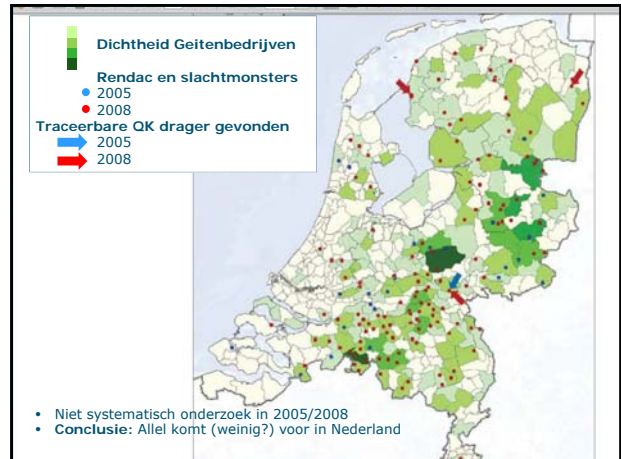 Dichtheid Geitenbedrijven
Rendac en slachtmonsters
2005
2008
Traceerbare QK drager gevonden
2005
2008
• Niet systematisch onderzoek in 2005/2008
• Conclusie: Allel komt (weinig?) voor in Nederland